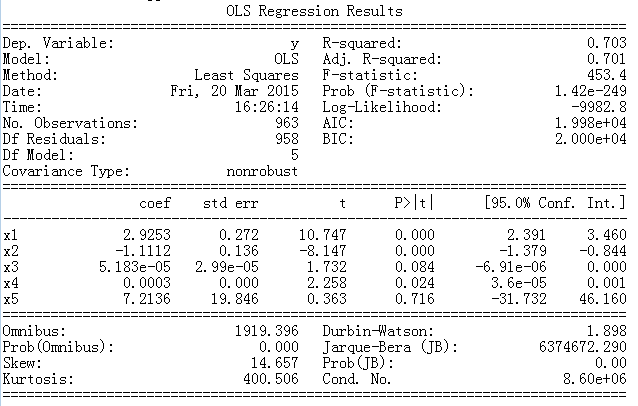 OLS Regression Results
==============================================================================
Dep. Variable: y R-squared: 0.703
Model: OLS Adj. R-squared: 0.701
Method: Least Squares F-statistic: 453.4
Date: Fri, 20 Mar 2015 Prob (F-statistic): 1.42e-249
Time: 16:26:14 Log-Likelihood: -9982.8
No. Observations: 963 AIC: 1.998e+04
Df Residuals: 958 BIC: 2.000e+04
Df Model: 5
Covariance Type: nonrobust
==============================================================================
coef std err t P>|t| [95.0% Conf. Int.]
------------------------------------------------------------------------------
x1 2.9253 0.272 10.747 0.000 2.391 3.460
x2 -1.1112 0.136 -8.147 0.000 -1.379 -0.844
x3 5.183e-05 2.99e-05 1.732 0.084 -6.91e-06 0.000
x4 0.0003 0.000 2.258 0.024 3.6e-05 0.001
x5 7.2136 19.846 0.363 0.716 -31.732 46.160
==============================================================================
Omnibus: 1919.396 Durbin-Watson: 1.898
Prob(Omnibus): 0.000 Jarque-Bera (JB): 6374672.290
Skew: 14.657 Prob(JB): 0.00
Kurtosis: 400.506 Cond. No. 8.60e+06
==============================================================================